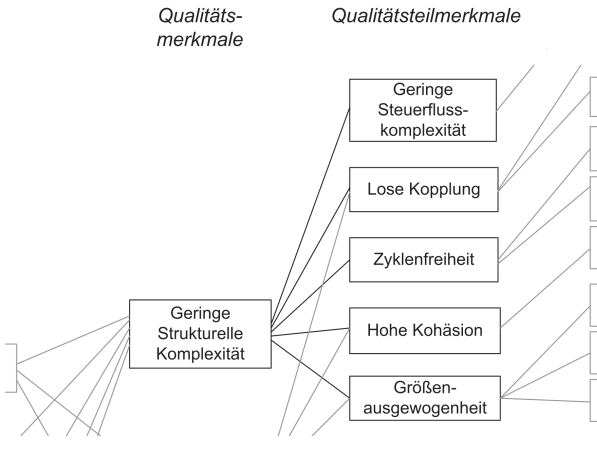 Qualitäts-
merkmale
Qualitätsteilmerkmale
Geringe
Steuerfluss-
komplexität
Lose Kopplung
Zyklenfreiheit
Geringe
Strukturelle
Komplexität
Hohe Kohäsion
Größen-
ausgewogenheit